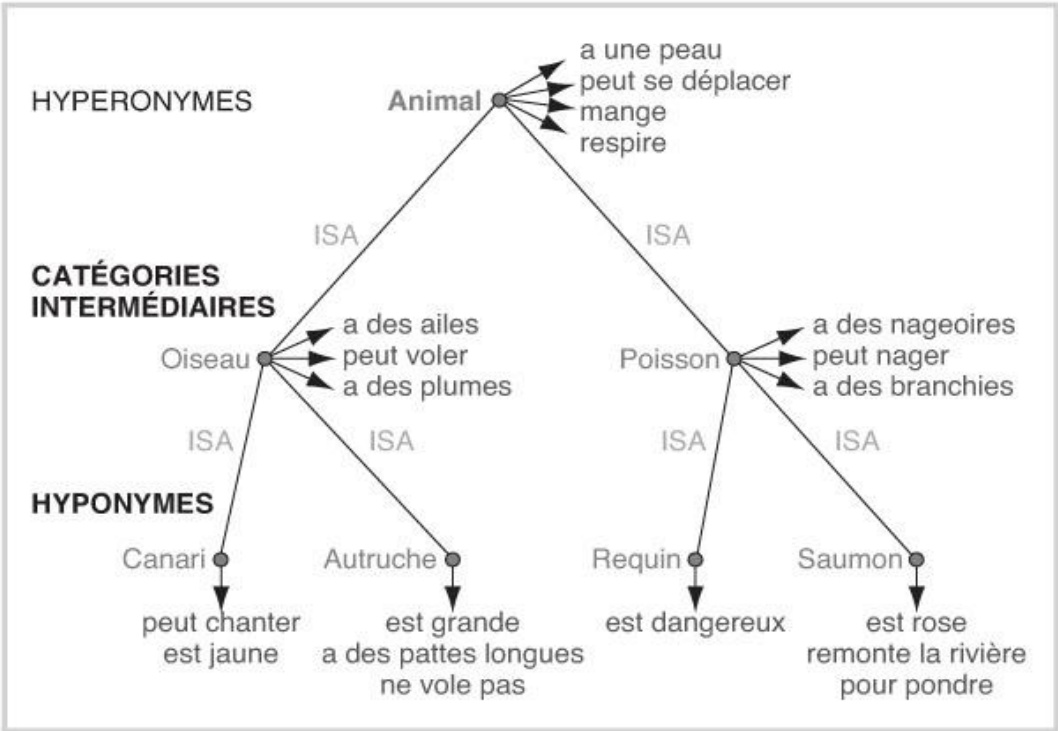 a une peau
peut se déplacer
HYPERONYMES
Animal
mange
respire
ISA
ISA
CATÉGORIES
INTERMÉDIAIRES
a des ailes
Oiseau
peut voler
a des plumes
a des nageoires
Poisson
peut nager
a des branchies
ISA
ISA
ISA
ISA
HYPONYMES
Canari
Autruche
Requin
Saumon
peut chanter
est jaune
est grande
a des pattes longues
ne vole pas
est dangereux
est rose
remonte la rivière
pour pondre